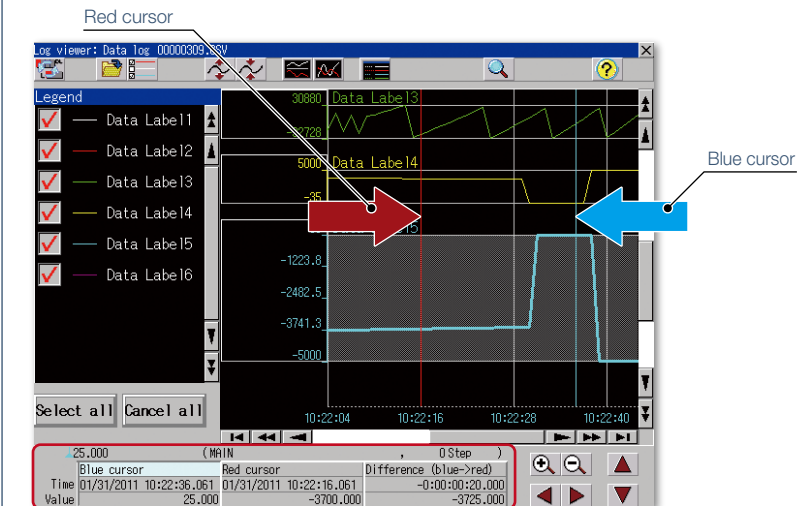 Red cursor
Log viewer: Data log 00000309.CSV
Legend
Data Label1
Data Label2
Data Label3
Data Label4
Data Label5
Data Label6
Select all
Cancel all
30880 Data Label3
-32728
5000 Data Label4
-35
-1223.8
-2482.5
-3741.3
-5000
Blue cursor
10:22:04 10:22:16 10:22:28 10:22:40
25.000 (MAIN , 0 Step )
Blue cursor Red cursor Difference (blue->red)
Time 01/31/2011 10:22:36.061 01/31/2011 10:22:16.061 -0:00:00:20.000
Value 25.000 -3700.000 -3725.000